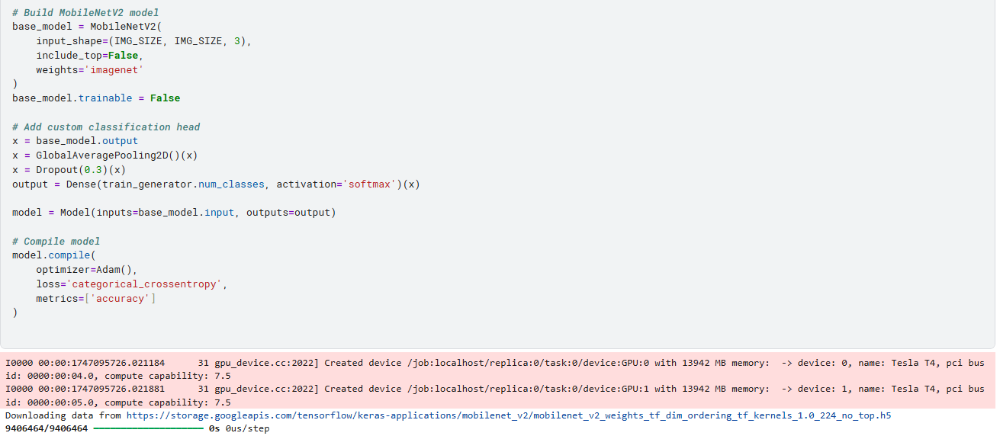 # Build MobileNetV2 model
base_model = MobileNetV2(
    input_shape=(IMG_SIZE, IMG_SIZE, 3),
    include_top=False,
    weights='imagenet'
)
base_model.trainable = False

# Add custom classification head
x = base_model.output
x = GlobalAveragePooling2D()(x)
x = Dropout(0.3)(x)
output = Dense(train_generator.num_classes, activation='softmax')(x)

model = Model(inputs=base_model.input, outputs=output)

# Compile model
model.compile(
    optimizer=Adam(),
    loss='categorical_crossentropy',
    metrics=['accuracy']
)

I0000 00:00:1747095726.021184      31 gpu_device.cc:2022] Created device /job:localhost/replica:0/task:0/device:GPU:0 with 13942 MB memory:  -> device: 0, name: Tesla T4, pci bus
id: 0000:00:04.0, compute capability: 7.5
I0000 00:00:1747095726.021881      31 gpu_device.cc:2022] Created device /job:localhost/replica:0/task:0/device:GPU:1 with 13942 MB memory:  -> device: 1, name: Tesla T4, pci bus
id: 0000:00:05.0, compute capability: 7.5
Downloading data from https://storage.googleapis.com/tensorflow/keras-applications/mobilenet_v2/mobilenet_v2_weights_tf_dim_ordering_tf_kernels_1.0_224_no_top.h5
9406464/9406464 ━━━━━━━━━━━━━━━━━━━━ 0s 0us/step